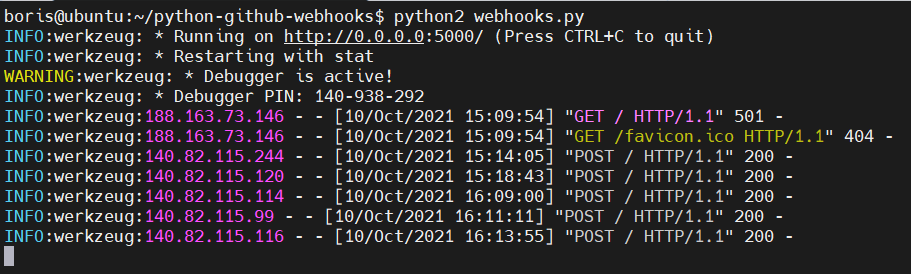 boris@ubuntu:~/python-github-webhooks$ python2 webhooks.py
INFO:werkzeug: * Running on http://0.0.0.0:5000/ (Press CTRL+C to quit)
INFO:werkzeug: * Restarting with stat
WARNING:werkzeug: * Debugger is active!
INFO:werkzeug: * Debugger PIN: 140-938-292
INFO:werkzeug:188.163.73.146 - - [10/Oct/2021 15:09:54] "GET / HTTP/1.1" 501 -
INFO:werkzeug:188.163.73.146 - - [10/Oct/2021 15:09:54] "GET /favicon.ico HTTP/1.1" 404 -
INFO:werkzeug:140.82.115.244 - - [10/Oct/2021 15:14:05] "POST / HTTP/1.1" 200 -
INFO:werkzeug:140.82.115.120 - - [10/Oct/2021 15:18:43] "POST / HTTP/1.1" 200 -
INFO:werkzeug:140.82.115.114 - - [10/Oct/2021 16:09:00] "POST / HTTP/1.1" 200 -
INFO:werkzeug:140.82.115.99 - - [10/Oct/2021 16:11:11] "POST / HTTP/1.1" 200 -
INFO:werkzeug:140.82.115.116 - - [10/Oct/2021 16:13:55] "POST / HTTP/1.1" 200 -